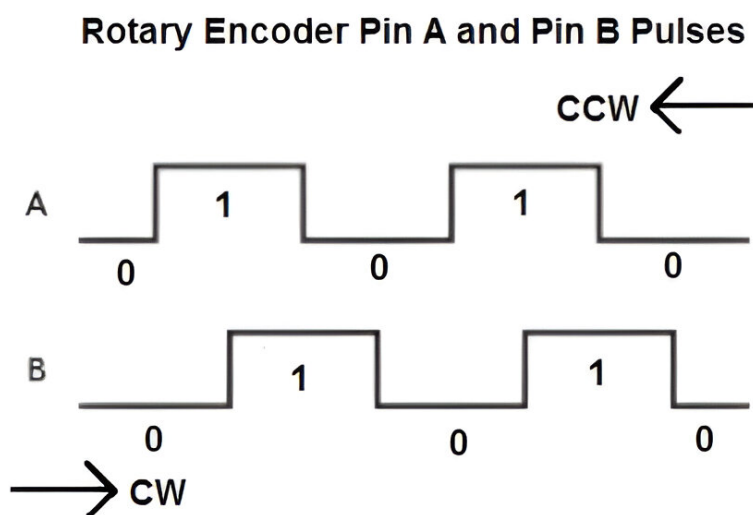 Rotary Encoder Pin A and Pin B Pulses
CCW
A
1 1
0 0 0
B
1 1
0 0 0
CW